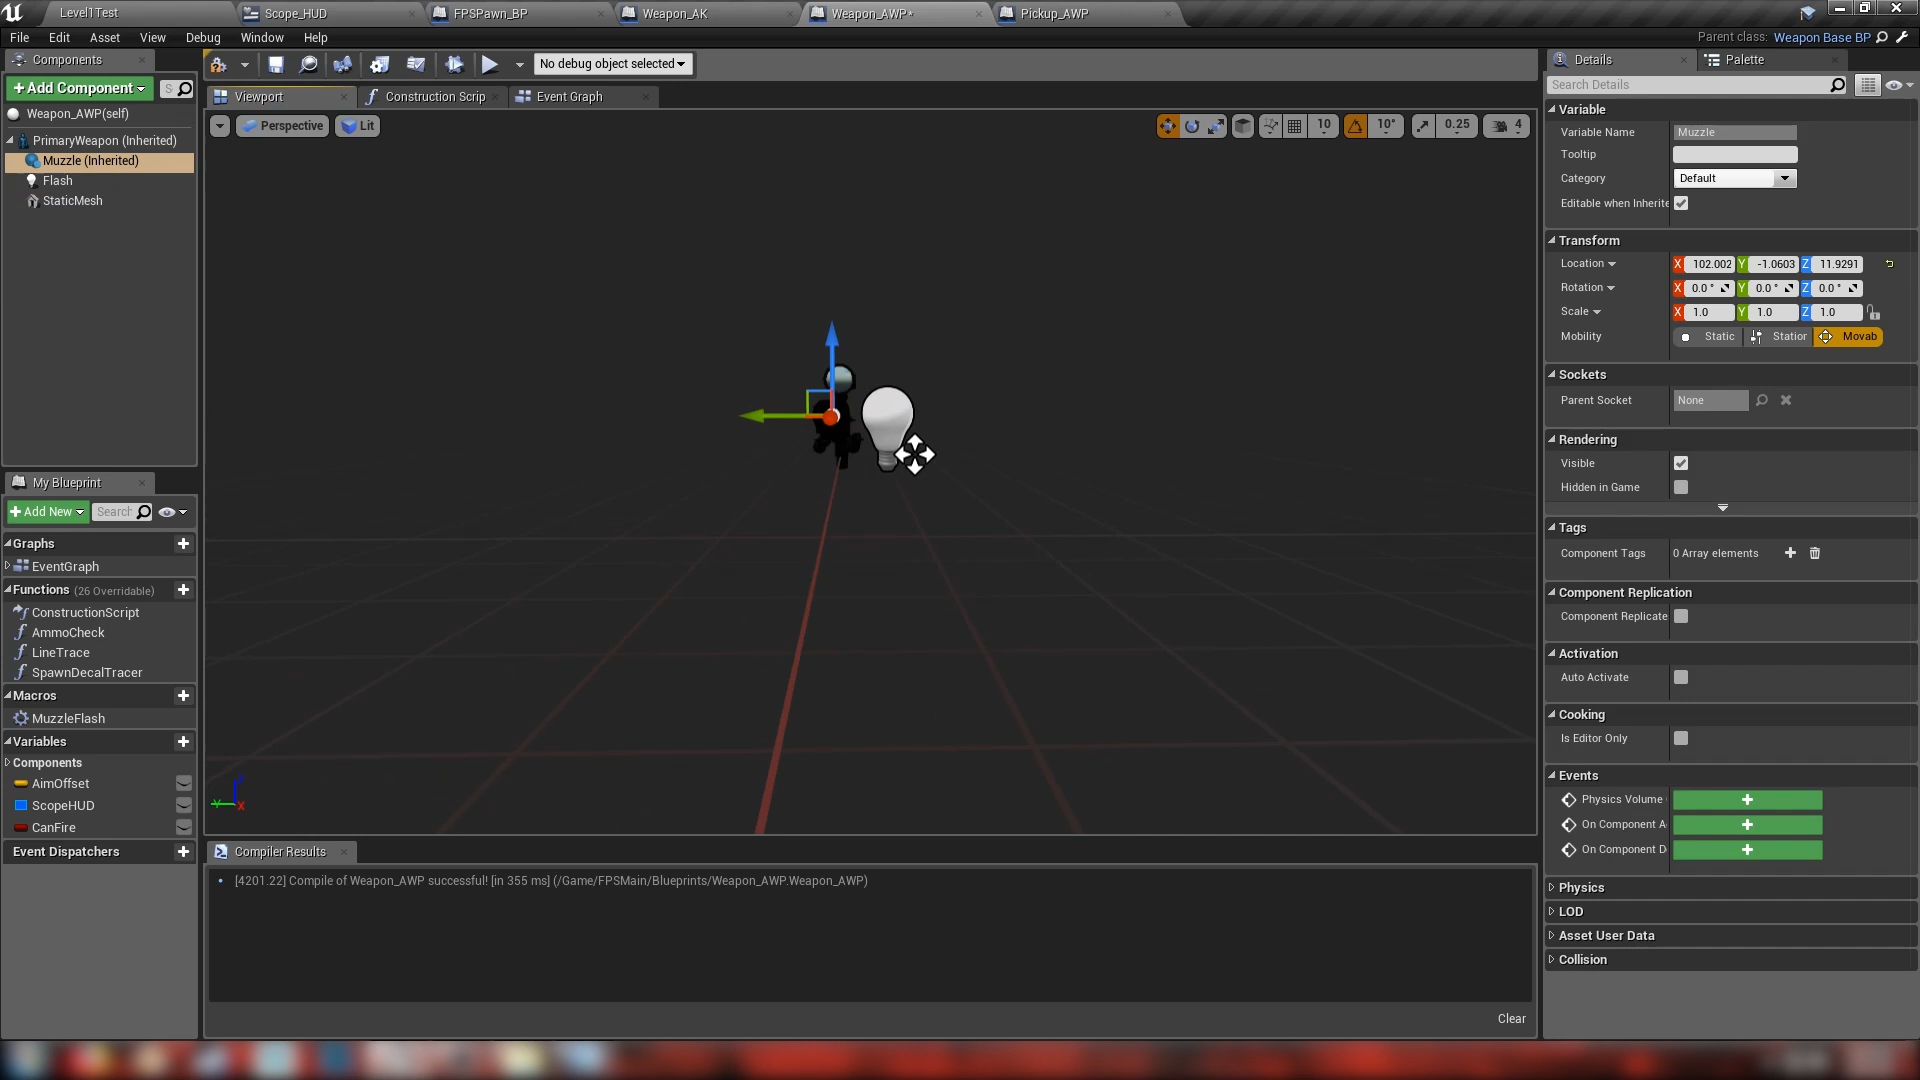 Level1Test
Scope_HUD
FPSpawn_BP
Weapon_AK
Weapon_AWP*
Pickup_AWP
File Edit Asset View Debug Window Help
Parent class: Weapon Base BP
Components
+Add Component
Weapon_AWP(self)
PrimaryWeapon (Inherited)
Muzzle (Inherited)
Flash
StaticMesh
No debug object selected
Viewport
Construction Scrip
Event Graph
Perspective
Lit
10
10°
0.25
4
My Blueprint
+Add New
Search
Graphs
EventGraph
Functions (26 Overridable)
ConstructionScript
AmmoCheck
LineTrace
SpawnDecalTracer
Macros
MuzzleFlash
Variables
Components
AimOffset
ScopeHUD
CanFire
Event Dispatchers
Compiler Results
[4201.22] Compile of Weapon_AWP successful! [in 355 ms] (/Game/FPSMain/Blueprints/Weapon_AWP.Weapon_AWP)
Clear
Details
Palette
Search Details
Variable
Variable Name Muzzle
Tooltip
Category Default
Editable when Inherite
Transform
Location X 102.002 Y -1.0603 Z 11.9291
Rotation X 0.0° Y 0.0° Z 0.0°
Scale X 1.0 Y 1.0 Z 1.0
Mobility Static Statior Movab
Sockets
Parent Socket None
Rendering
Visible
Hidden in Game
Tags
Component Tags 0 Array elements
Component Replication
Component Replicate
Activation
Auto Activate
Cooking
Is Editor Only
Events
Physics Volume
On Component A
On Component D
Physics
LOD
Asset User Data
Collision